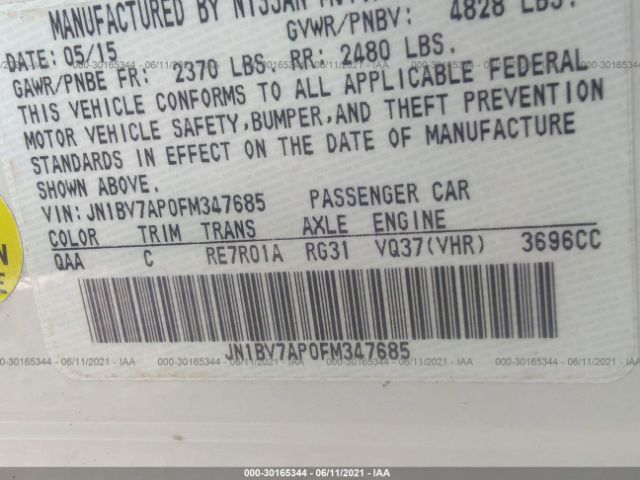 MANUFACTURED BY NISSAN
GVWR/PNBV: 4828 LBS.
DATE: 05/15
GAWR/PNBE FR: 2370 LBS. RR: 2480 LBS.
THIS VEHICLE CONFORMS TO ALL APPLICABLE FEDERAL
MOTOR VEHICLE SAFETY, BUMPER, AND THEFT PREVENTION
STANDARDS IN EFFECT ON THE DATE OF MANUFACTURE
SHOWN ABOVE.
VIN: JN1BV7AP0FM347685 PASSENGER CAR
COLOR TRIM TRANS AXLE ENGINE
QAA C RE7R01A RG31 VQ37(VHR) 3696CC
JN1BV7AP0FM347685
000-30165344 - 06/11/2021 - IAA